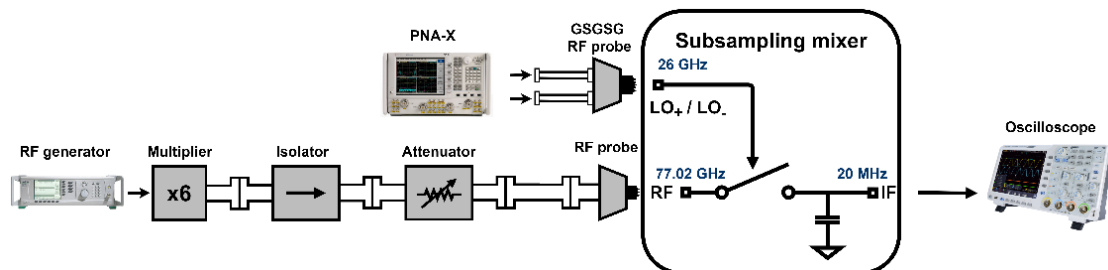 PNA-X
GSGSG
RF probe
Subsampling mixer
26 GHz
LO+ / LO-
RF generator
Multiplier
Isolator
Attenuator
RF probe
77.02 GHz
20 MHz
Oscilloscope
x6
RF
IF